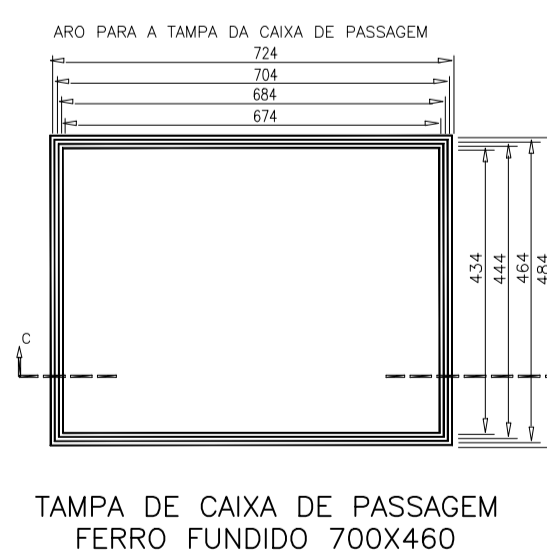 ARO PARA A TAMPA DA CAIXA DE PASSAGEM
724
704
684
674
434
444
464
484
C
TAMPA DE CAIXA DE PASSAGEM
FERRO FUNDIDO 700X460